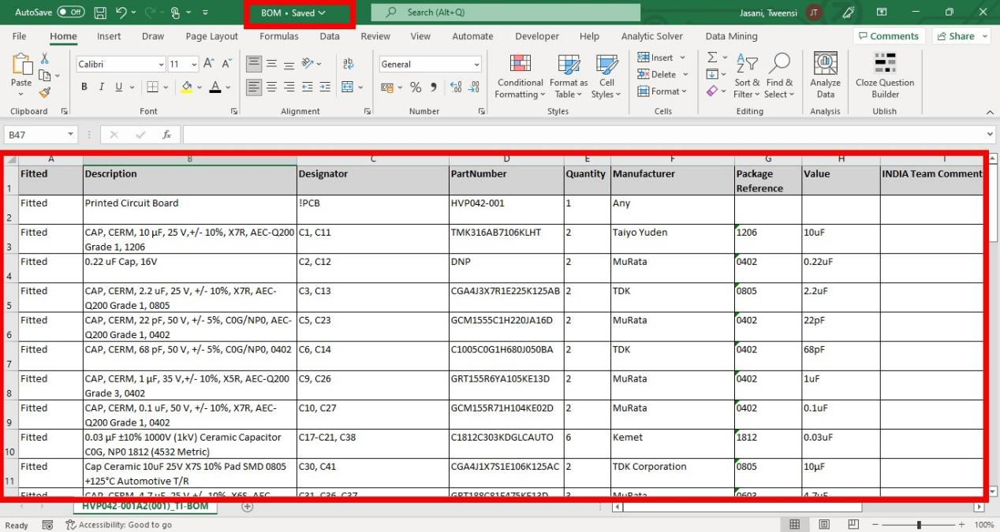 AutoSave Off BOM • Saved Search (Alt+Q) Jasani, Tweensi JT
File Home Insert Draw Page Layout Formulas Data Review View Automate Developer Help Analytic Solver Data Mining Comments Share
Calibri 11 General Insert
Paste Conditional Format as Cell Delete Sort & Find & Analyze Cloze Question
Formatting Table Styles Format Filter Select Data Builder
Clipboard Font Alignment Number Styles Cells Editing Analysis Ublish
B47 fx
A B C D E F G H I
1 Fitted Description Designator PartNumber Quantity Manufacturer Package Value INDIA Team Comment
Reference
2 Fitted Printed Circuit Board !PCB HVP042-001 1 Any
3 Fitted CAP, CERM, 10 µF, 25 V,+/- 10%, X7R, AEC-Q200 C1, C11 TMK316AB7106KLHT 2 Taiyo Yuden 1206 10uF
Grade 1, 1206
4 Fitted 0.22 uF Cap, 16V C2, C12 DNP 2 MuRata 0402 0.22uF
5 Fitted CAP, CERM, 2.2 uF, 25 V, +/- 10%, X7R, AEC- C3, C13 CGA4J3X7R1E225K125AB 2 TDK 0805 2.2uF
Q200 Grade 1, 0805
6 Fitted CAP, CERM, 22 pF, 50 V, +/- 5%, C0G/NP0, AEC- C5, C23 GCM1555C1H220JA16D 2 MuRata 0402 22pF
Q200 Grade 1, 0402
7 Fitted CAP, CERM, 68 pF, 50 V, +/- 5%, C0G/NP0, 0402 C6, C14 C1005C0G1H680J050BA 2 TDK 0402 68pF
8 Fitted CAP, CERM, 1 µF, 35 V,+/- 10%, X5R, AEC-Q200 C9, C26 GRT155R6YA105KE13D 2 MuRata 0402 1uF
Grade 3, 0402
9 Fitted CAP, CERM, 0.1 uF, 50 V, +/- 10%, X7R, AEC- C10, C27 GCM155R71H104KE02D 2 MuRata 0402 0.1uF
Q200 Grade 1, 0402
10 Fitted 0.03 µF ±10% 1000V (1kV) Ceramic Capacitor C17-C21, C38 C1812C303KDGLCAUTO 6 Kemet 1812 0.03uF
C0G, NP0 1812 (4532 Metric)
11 Fitted Cap Ceramic 10uF 25V X7S 10% Pad SMD 0805 C30, C41 CGA4J1X7S1E106K125AC 2 TDK Corporation 0805 10µF
+125°C Automotive T/R
Fitted CAP, CERM, 4.7 uF, 25 V, +/- 10%, X6S, AEC- C31, C36, C37 GRT188C81E475KE13D 3 MuRata 0603 4.7uF
HVP042-001A2(001)_TI-BOM
Ready Accessibility: Good to go 100%